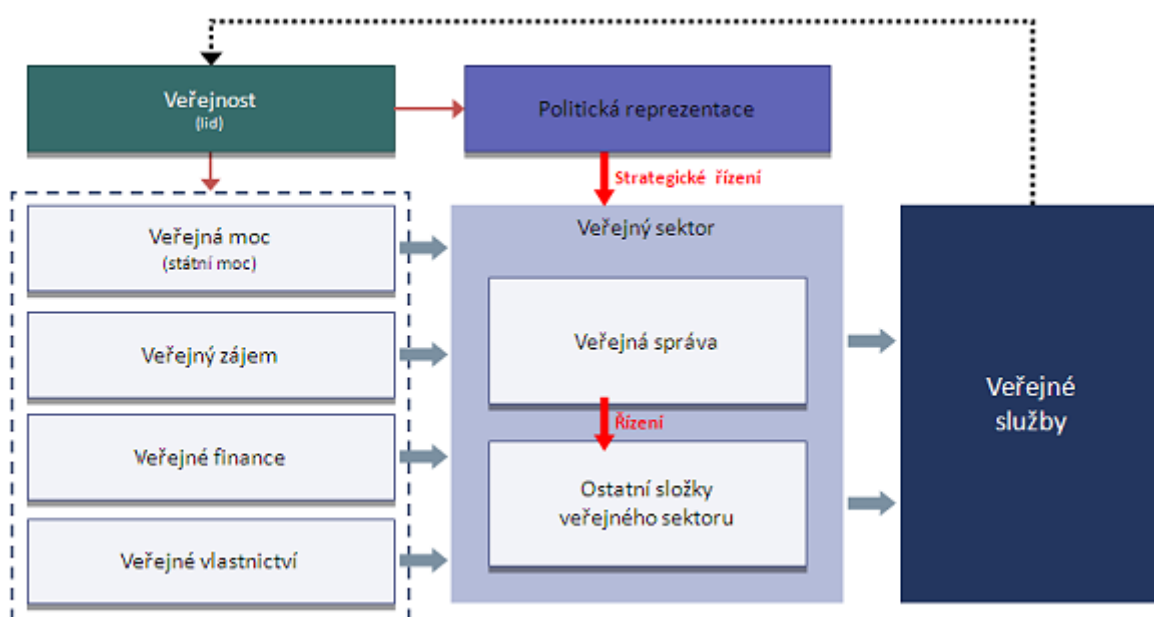 Veřejnost
(lid)
Politická reprezentace
Strategické řízení
Veřejná moc
(státní moc)
Veřejný zájem
Veřejné finance
Veřejné vlastnictví
Veřejný sektor
Veřejná správa
Řízení
Ostatní složky
veřejného sektoru
Veřejné
služby